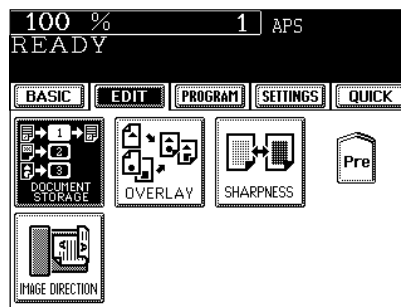 100 % 1 APS
READY
BASIC EDIT PROGRAM SETTINGS QUICK
1
2
3
DOCUMENT
STORAGE
OVERLAY
SHARPNESS
Pre
IMAGE DIRECTION